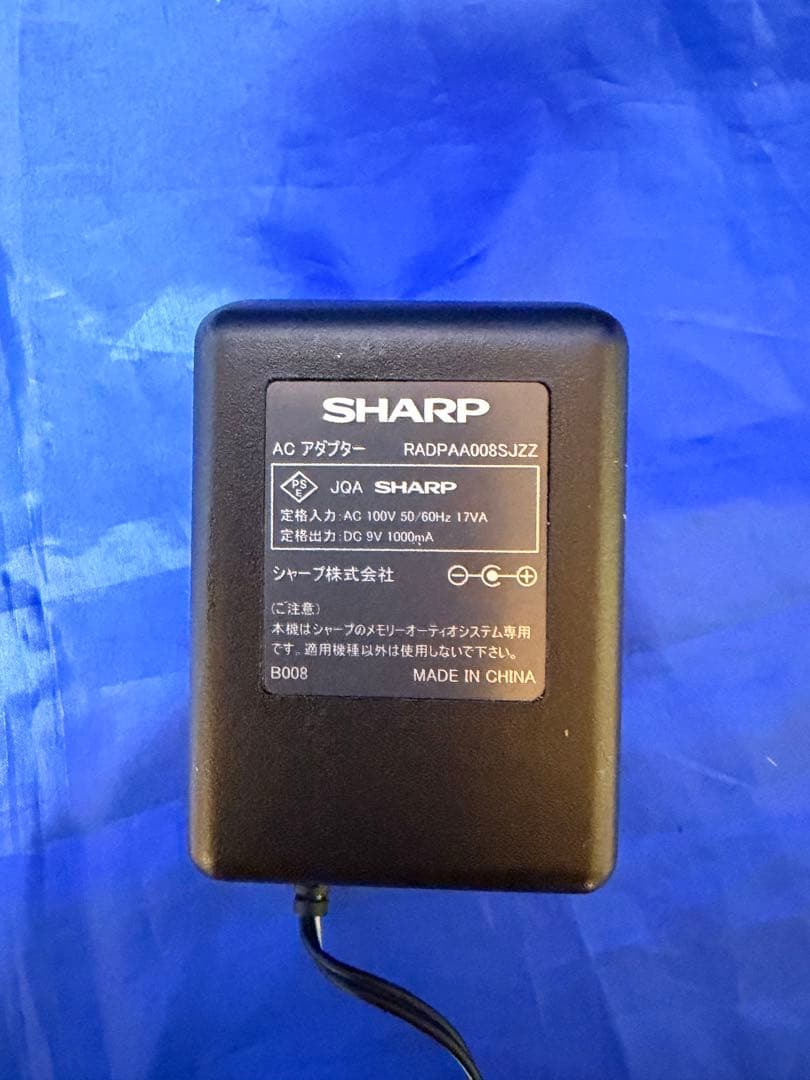 SHARP
AC アダプター RADPAA008SJZZ
PS
E
JQA SHARP
定格入力:AC 100V 50/60Hz 17VA
定格出力:DC 9V 1000mA
シャープ株式会社
(ご注意)
本機はシャープのメモリーオーディオシステム専用
です。適用機種以外は使用しないで下さい。
B008 MADE IN CHINA